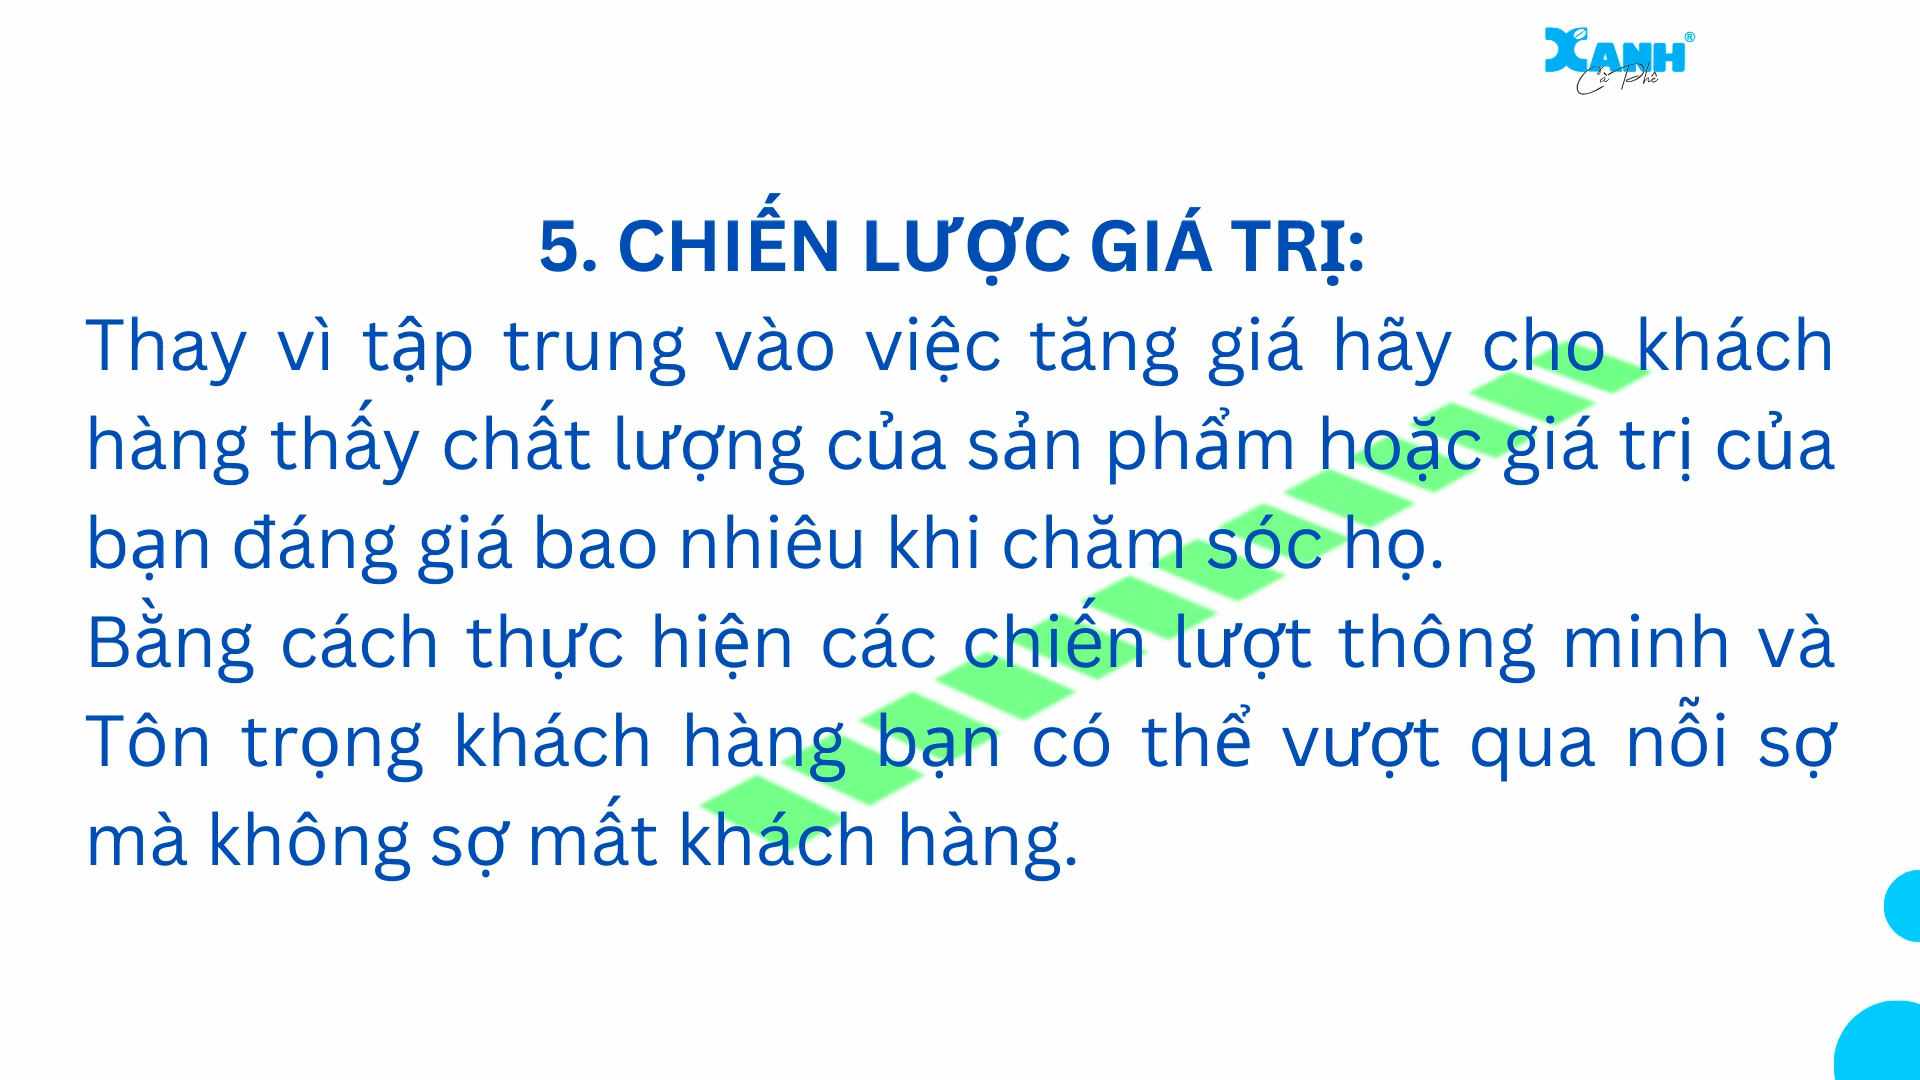 XANH®
Cà Phê
5. CHIẾN LƯỢC GIÁ TRỊ:
Thay vì tập trung vào việc tăng giá hãy cho khách
hàng thấy chất lượng của sản phẩm hoặc giá trị của
bạn đáng giá bao nhiêu khi chăm sóc họ.
Bằng cách thực hiện các chiến lượt thông minh và
Tôn trọng khách hàng bạn có thể vượt qua nỗi sợ
mà không sợ mất khách hàng.